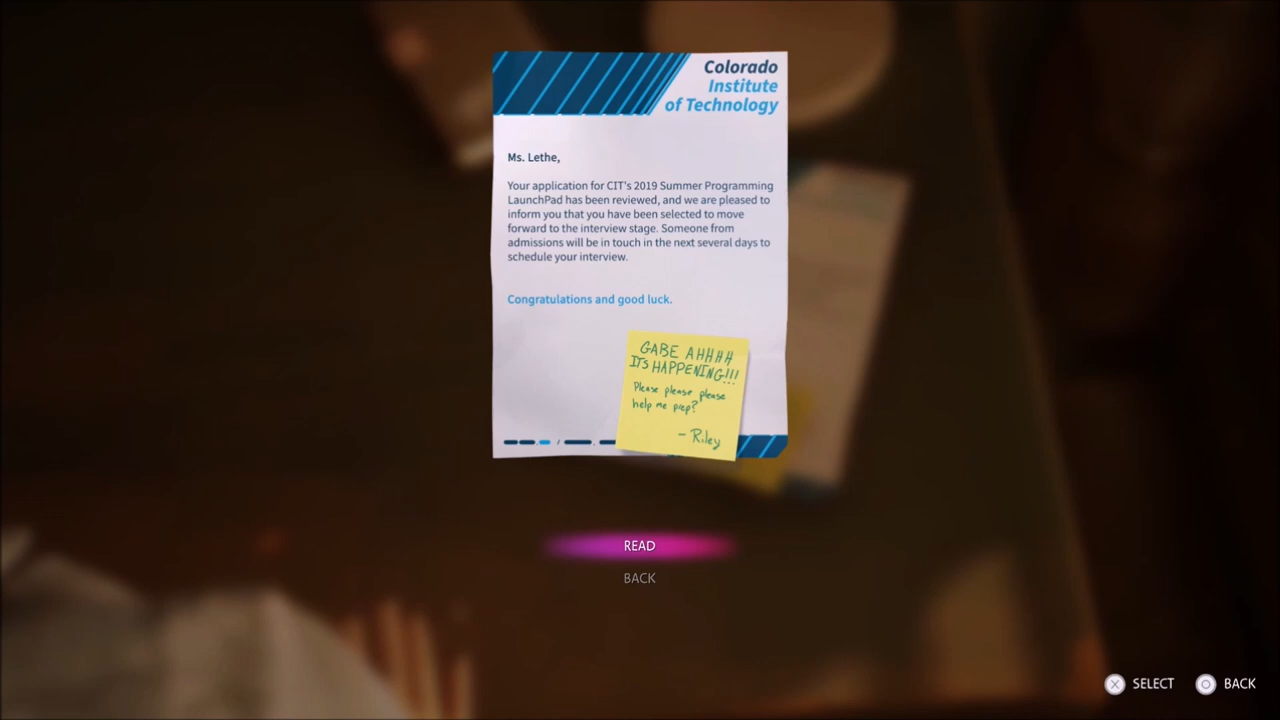 Colorado
Institute
of Technology
Ms. Lethe,
Your application for CIT's 2019 Summer Programming
LaunchPad has been reviewed, and we are pleased to
inform you that you have been selected to move
forward to the interview stage. Someone from
admissions will be in touch in the next several days to
schedule your interview.
Congratulations and good luck.
GABE AHHHH
ITS HAPPENING!!!
Please please please
help me prep?
- Riley
READ
BACK
SELECT
BACK